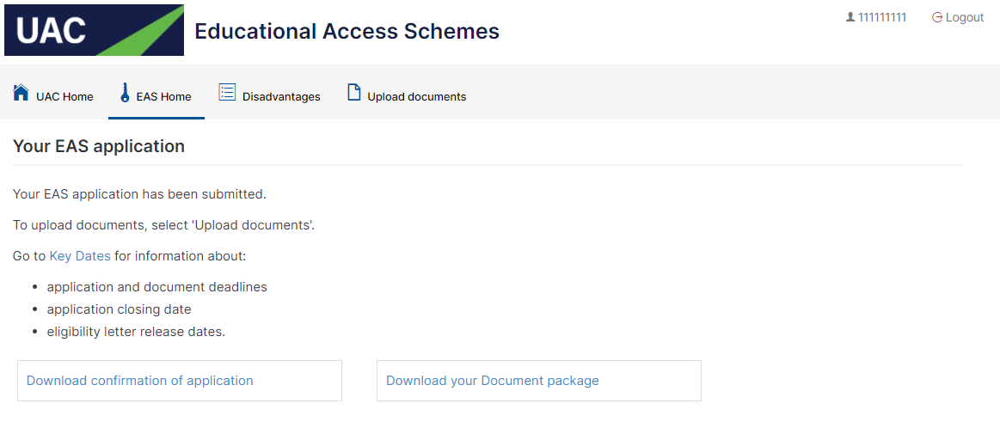 UAC
Educational Access Schemes
111111111 Logout
UAC Home EAS Home Disadvantages Upload documents
Your EAS application
Your EAS application has been submitted.
To upload documents, select 'Upload documents'.
Go to Key Dates for information about:
• application and document deadlines
• application closing date
• eligibility letter release dates.
Download confirmation of application Download your Document package